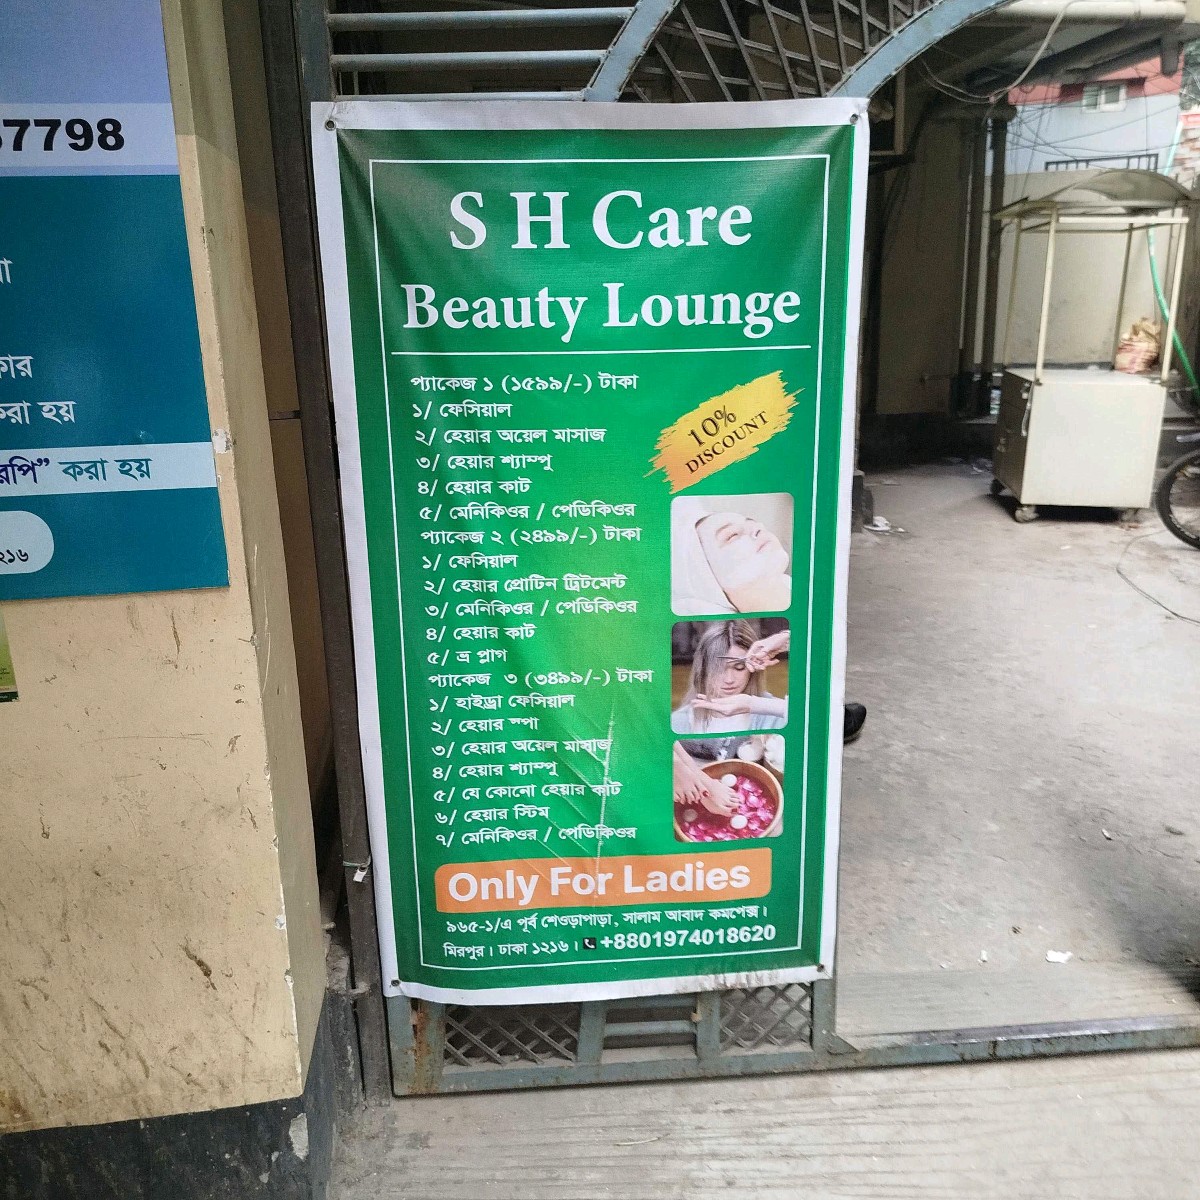 67798
কার
করা হয়
রপি” করা হয়
২১৬
S H Care
Beauty Lounge
প্যাকেজ ১ (১৫৯৯/-) টাকা
১/ ফেসিয়াল
২/ হেয়ার অয়েল মাসাজ
৩/ হেয়ার শ্যাম্পু
৪/ হেয়ার কাট
৫/ মেনিকিওর / পেডিকিওর
প্যাকেজ ২ (২৪৯৯/-) টাকা
১/ ফেসিয়াল
২/ হেয়ার প্রোটিন ট্রিটমেন্ট
৩/ মেনিকিওর / পেডিকিওর
৪/ হেয়ার কাট
৫/ ভ্র প্লাগ
প্যাকেজ ৩ (৩৪৯৯/-) টাকা
১/ হাইড্রা ফেসিয়াল
২/ হেয়ার স্পা
৩/ হেয়ার অয়েল মাসাজ
৪/ হেয়ার শ্যাম্পু
৫/ যে কোনো হেয়ার কাট
৬/ হেয়ার স্টিম
৭/ মেনিকিওর / পেডিকিওর
10%
DISCOUNT
Only For Ladies
৯৬৫-১/এ পূর্ব শেওড়াপাড়া, সালাম আবাদ কমপেক্স।
মিরপুর। ঢাকা ১২১৬। +8801974018620